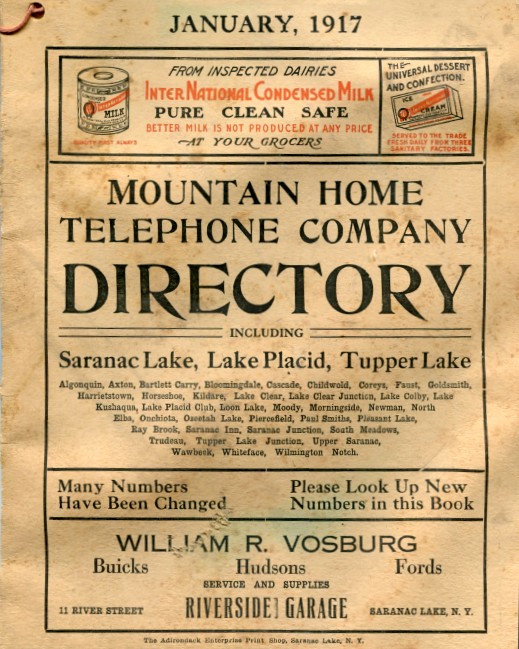 JANUARY, 1917
FROM INSPECTED DAIRIES
INTERNATIONAL CONDENSED MILK
PURE CLEAN SAFE
BETTER MILK IS NOT PRODUCED AT ANY PRICE
AT YOUR GROCERS
MILK
QUALITY FIRST ALWAYS
THE
UNIVERSAL DESSERT
AND CONFECTION.
ICE
CREAM
SERVED TO THE TRADE
FRESH DAILY FROM THREE
SANITARY FACTORIES.
MOUNTAIN HOME
TELEPHONE COMPANY
DIRECTORY
INCLUDING
Saranac Lake, Lake Placid, Tupper Lake
Algonquin, Axton, Bartlett Carry, Bloomingdale, Cascade, Childwold, Coreys, Faust, Goldsmith,
Harrietstown, Horseshoe, Kildare, Lake Clear, Lake Clear Junction, Lake Colby, Lake
Kushaqua, Lake Placid Club, Loon Lake, Moody, Morningside, Newman, North
Elba, Onchiota, Oseetah Lake, Piercefield, Paul Smiths, Pleasant Lake,
Ray Brook, Saranac Inn, Saranac Junction, South Meadows,
Trudeau, Tupper Lake Junction, Upper Saranac,
Wawbeek, Whiteface, Wilmington Notch.
Many Numbers
Have Been Changed
Please Look Up New
Numbers in this Book
WILLIAM R. VOSBURG
Buicks Hudsons Fords
SERVICE AND SUPPLIES
11 RIVER STREET RIVERSIDE GARAGE SARANAC LAKE, N. Y.
The Adirondack Enterprise Print Shop, Saranac Lake, N. Y.